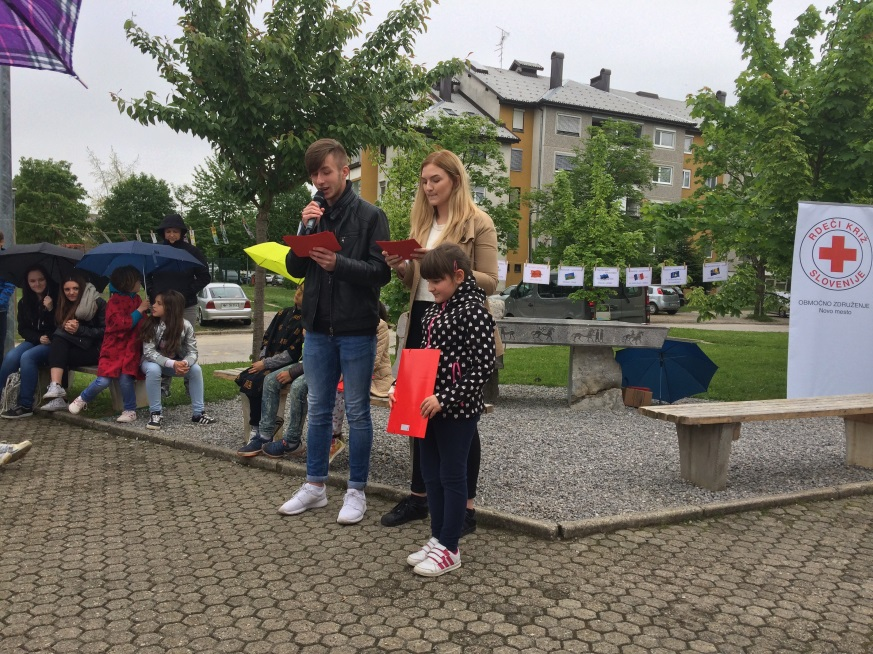 RDEČI KRIŽ
SLOVENIJE
OBMOČNO ZDRUŽENJE
Novo mesto